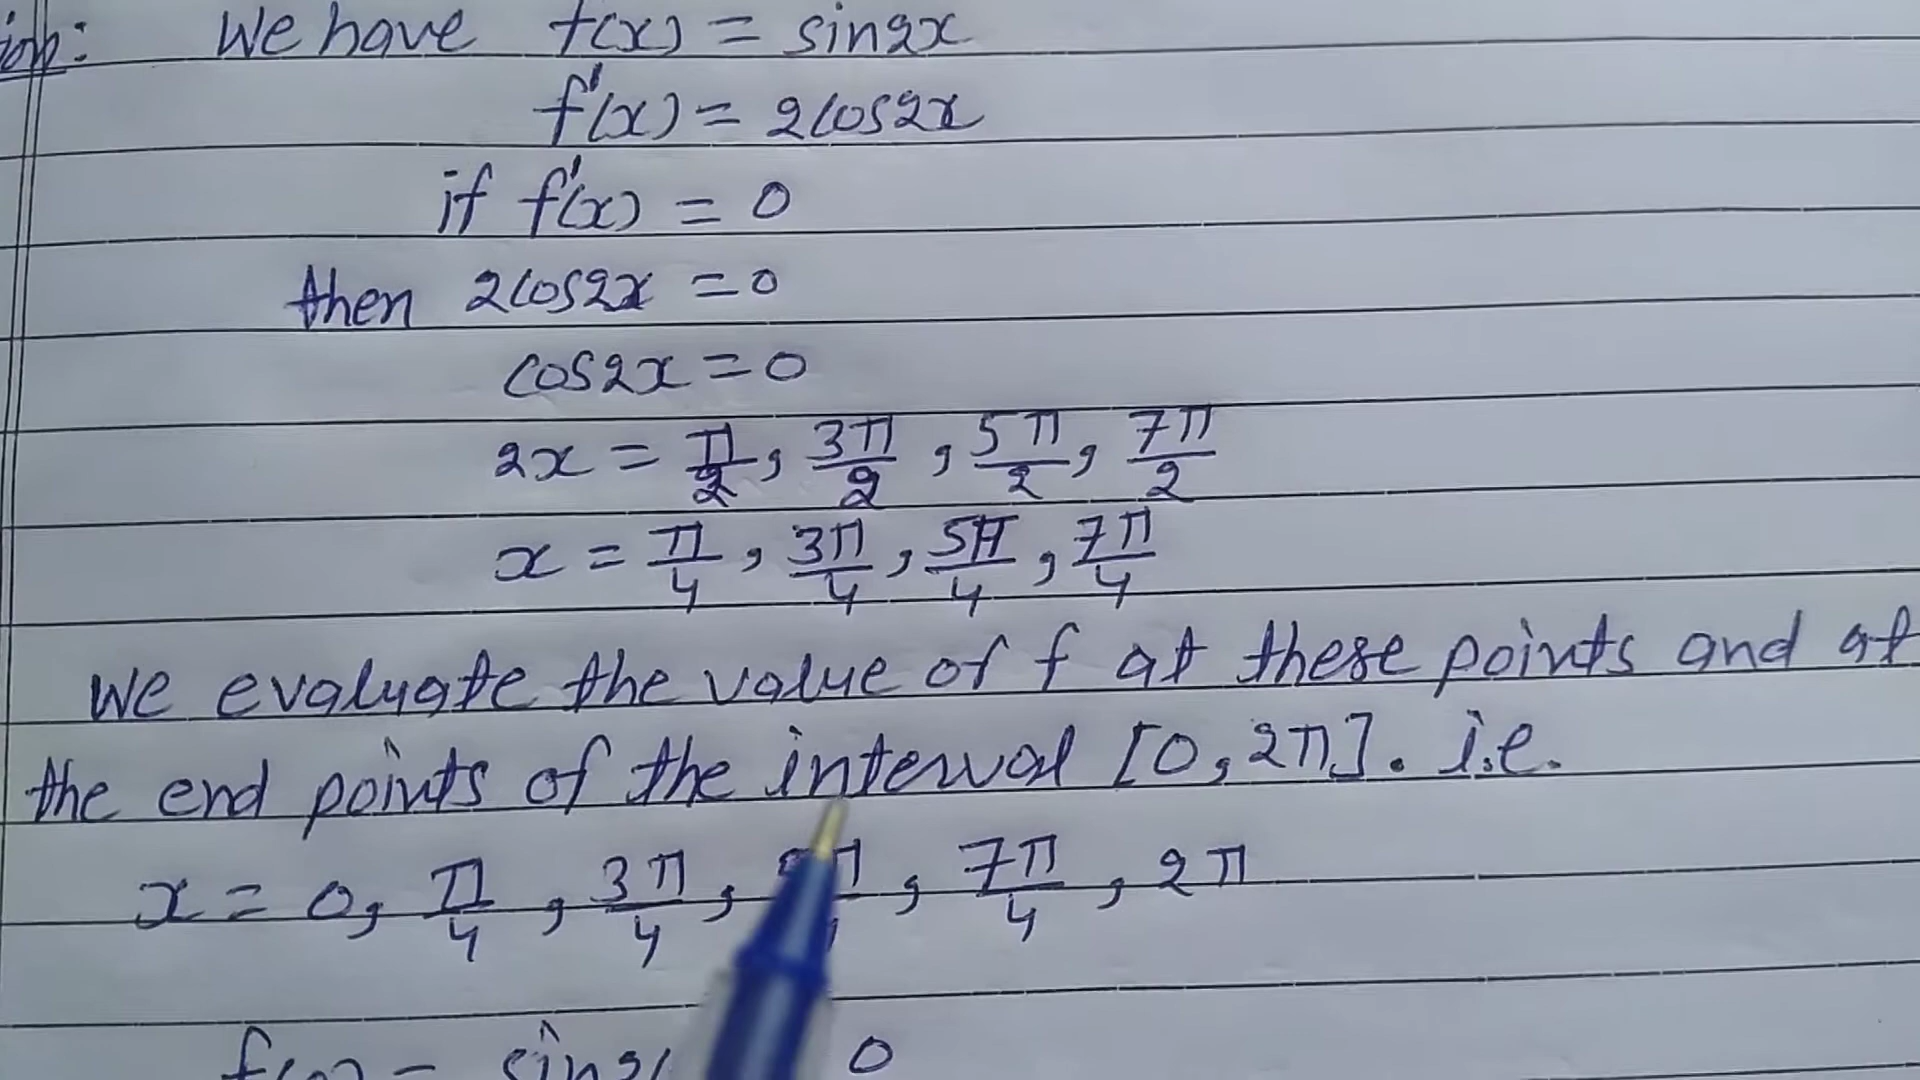 ion: We have f(x) = sin2x
f'(x) = 2cos2x
if f'(x) = 0
then 2cos2x = 0
cos2x = 0
2x = π/2, 3π/2, 5π/2, 7π/2
x = π/4, 3π/4, 5π/4, 7π/4
We evaluate the value of f at these points and at
the end points of the interval [0, 2π]. i.e.
x = 0, π/4, 3π/4, π, 7π/4, 2π
0